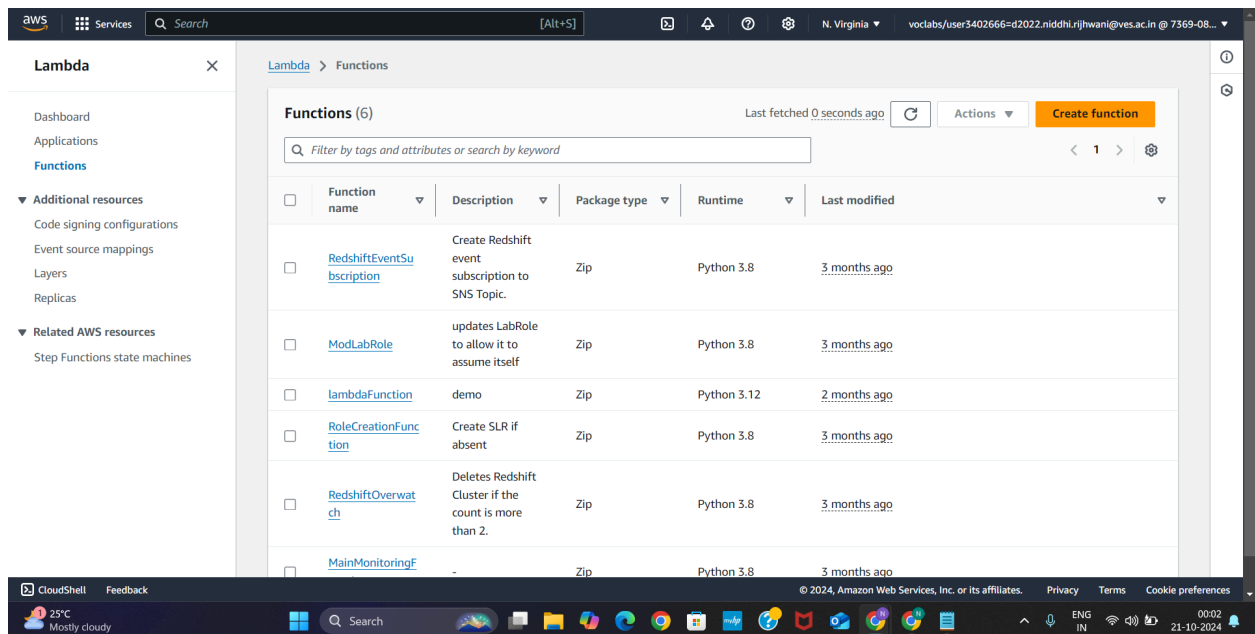 aws
Services
Search
[Alt+S]
N. Virginia
voclabs/user3402666=d2022.niddhi.rijhwani@ves.ac.in @ 7369-08...
Lambda
Dashboard
Applications
Functions
Additional resources
Code signing configurations
Event source mappings
Layers
Replicas
Related AWS resources
Step Functions state machines
Lambda > Functions
Functions (6)
Last fetched 0 seconds ago
Actions
Create function
Filter by tags and attributes or search by keyword
1
Function
name
Description
Package type
Runtime
Last modified
RedshiftEventSu
bscription
Create Redshift
event
subscription to
SNS Topic.
Zip
Python 3.8
3 months ago
ModLabRole
updates LabRole
to allow it to
assume itself
Zip
Python 3.8
3 months ago
lambdaFunction
demo
Zip
Python 3.12
2 months ago
RoleCreationFunc
tion
Create SLR if
absent
Zip
Python 3.8
3 months ago
RedshiftOverwat
ch
Deletes Redshift
Cluster if the
count is more
than 2.
Zip
Python 3.8
3 months ago
MainMonitoringF
-
Zip
Python 3.8
3 months ago
CloudShell
Feedback
© 2024, Amazon Web Services, Inc. or its affiliates.
Privacy
Terms
Cookie preferences
1
25°C
Mostly cloudy
Search
ENG
IN
00:02
21-10-2024